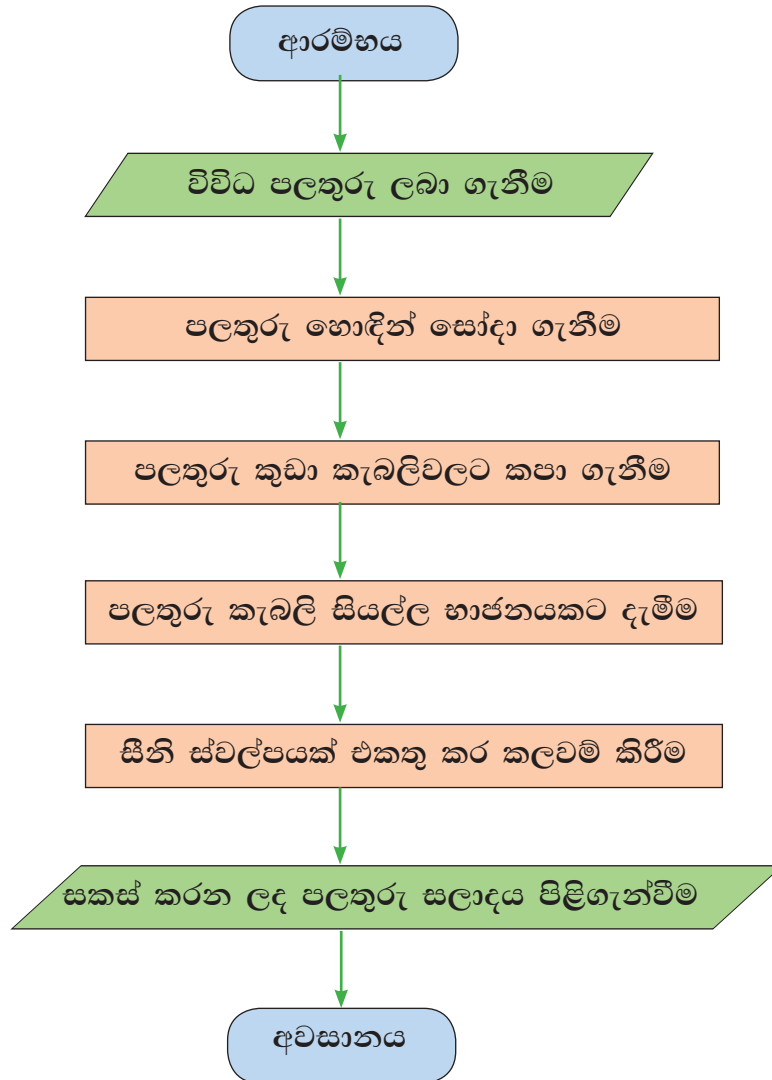 ආරම්භය
විවිධ පලතුරු ලබා ගැනීම
පලතුරු හොඳින් සෝදා ගැනීම
පලතුරු කුඩා කැබලිවලට කපා ගැනීම
පලතුරු කැබලි සියල්ල භාජනයකට දැමීම
සීනි ස්වල්පයක් එකතු කර කලවම් කිරීම
සකස් කරන ලද පලතුරු සලාදය පිළිගැන්වීම
අවසානය